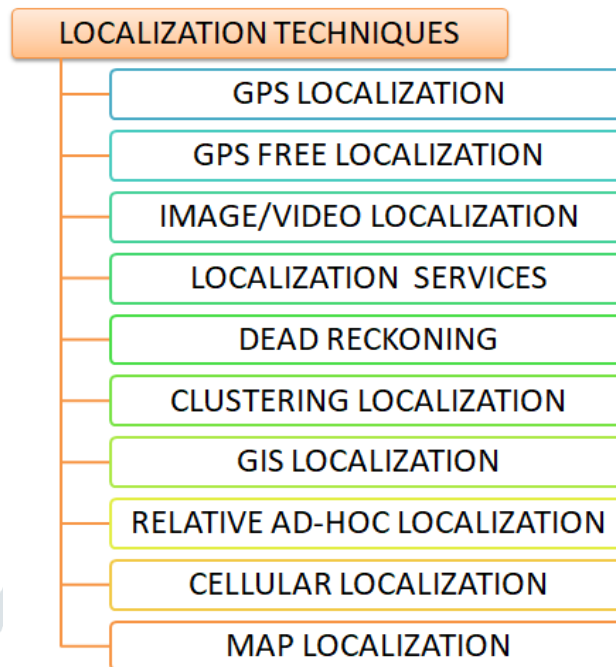 LOCALIZATION TECHNIQUES
GPS LOCALIZATION
GPS FREE LOCALIZATION
IMAGE/VIDEO LOCALIZATION
LOCALIZATION SERVICES
DEAD RECKONING
CLUSTERING LOCALIZATION
GIS LOCALIZATION
RELATIVE AD-HOC LOCALIZATION
CELLULAR LOCALIZATION
MAP LOCALIZATION